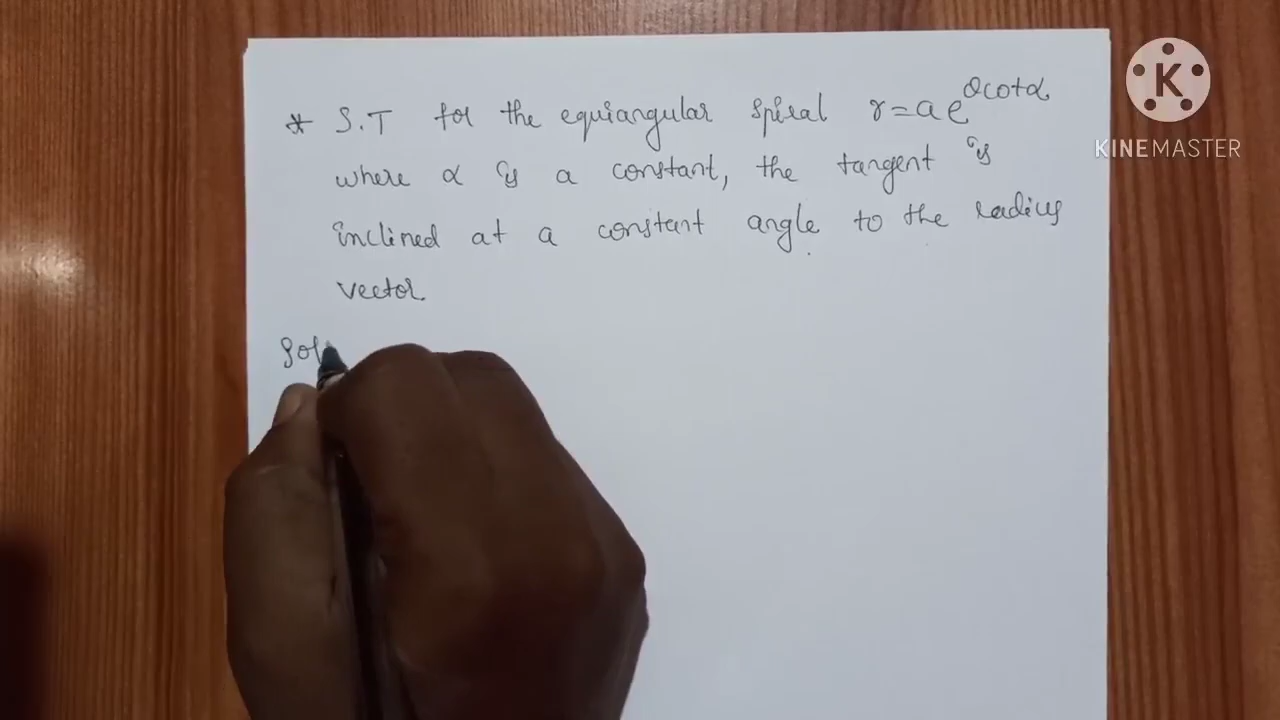 * S.T for the equiangular spiral r = a e^θcotα
where α is a constant, the tangent is
inclined at a constant angle to the radius
vector
Sol
K
KINEMASTER